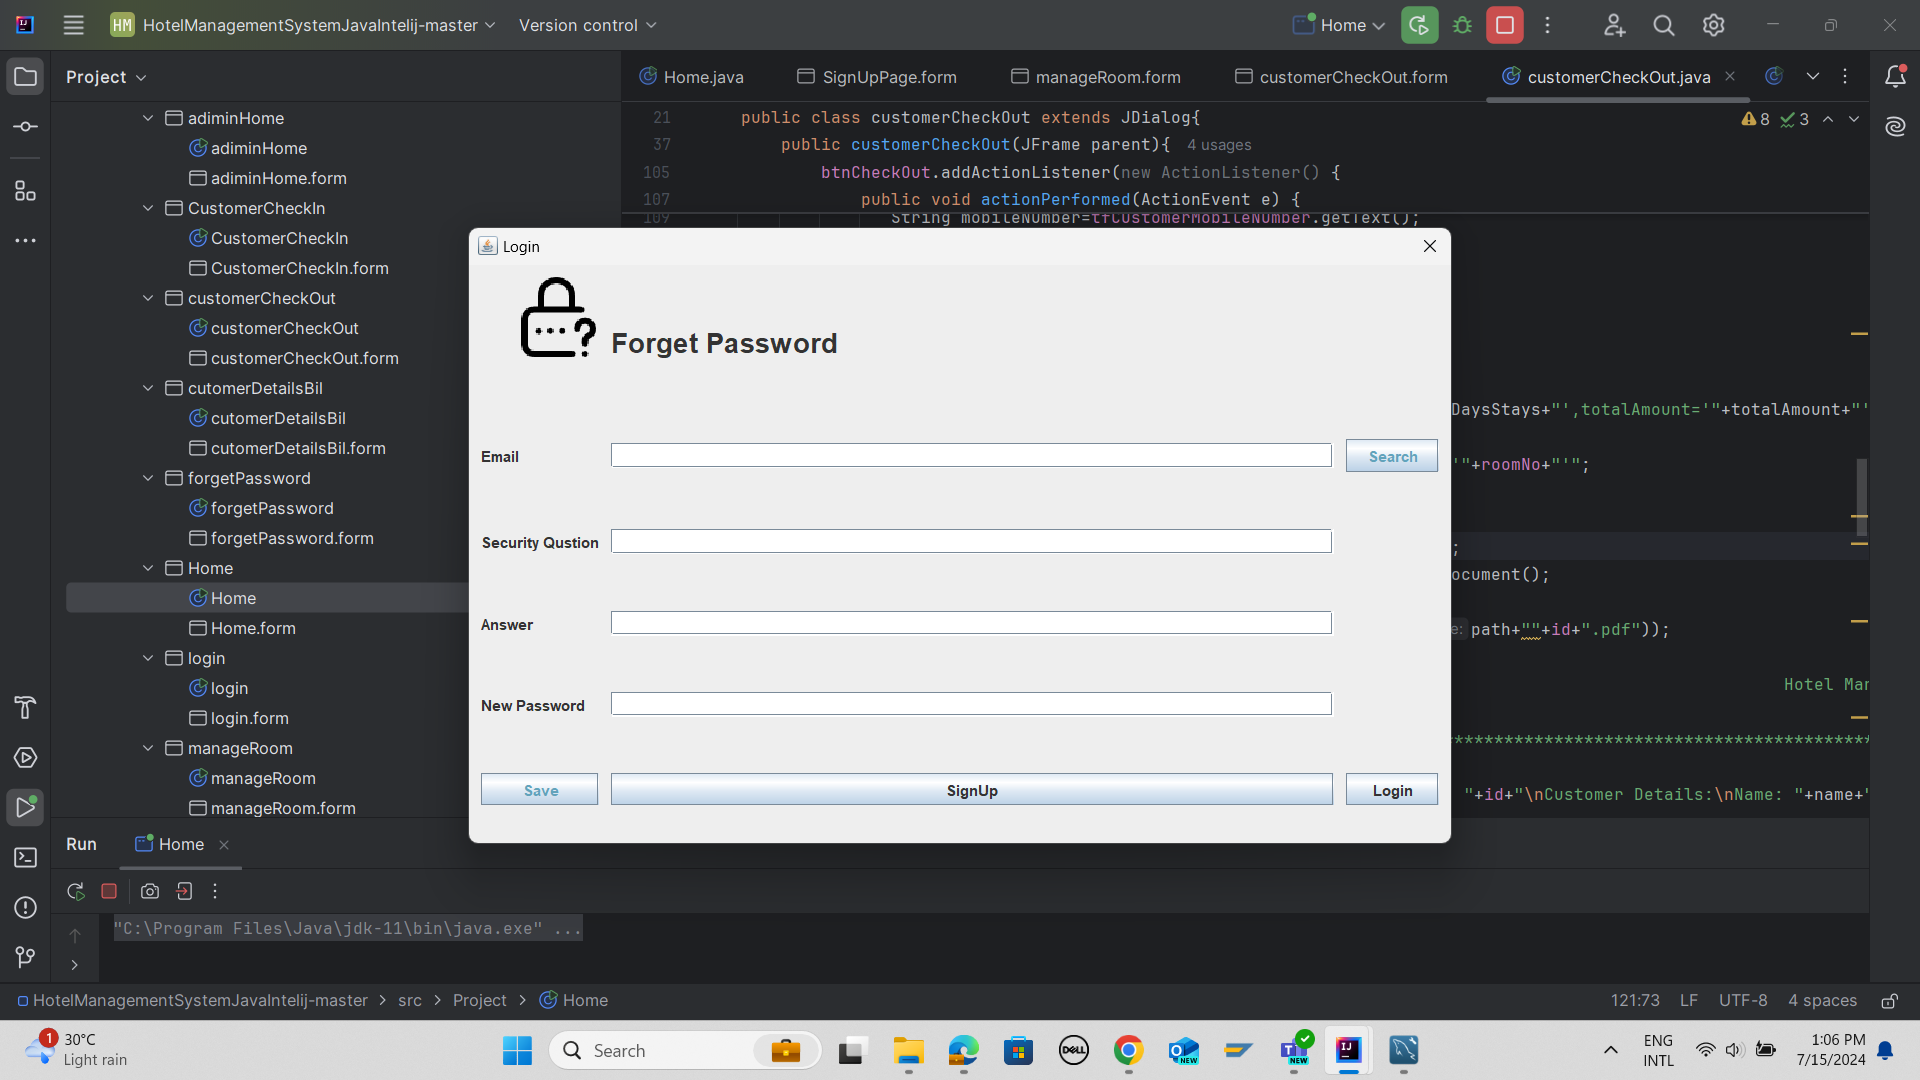 HM HotelManagementSystemJavaIntelij-master Version control Home
Project
Home.java SignUpPage.form manageRoom.form customerCheckOut.form customerCheckOut.java
adiminHome
adiminHome
adiminHome.form
CustomerCheckIn
CustomerCheckIn
CustomerCheckIn.form
customerCheckOut
customerCheckOut
customerCheckOut.form
cutomerDetailsBil
cutomerDetailsBil
cutomerDetailsBil.form
forgetPassword
forgetPassword
forgetPassword.form
Home
Home
Home.form
login
login
login.form
manageRoom
manageRoom
manageRoom.form
21 public class customerCheckOut extends JDialog{
8 3
37 public customerCheckOut(JFrame parent){ 4 usages
105 btnCheckOut.addActionListener(new ActionListener() {
107 public void actionPerformed(ActionEvent e) {
109 String mobileNumber=tfCustomerMobileNumber.getText();
DaysStays+"',totalAmount='"+totalAmount+"'
'"+roomNo+"'";
;
ocument();
e: path+""+id+".pdf"));
Hotel Man
******************************************
"+id+"\nCustomer Details:\nName: "+name+"
Login
Forget Password
Email
Search
Security Qustion
Answer
New Password
Save SignUp Login
Run Home
"C:\Program Files\Java\jdk-11\bin\java.exe" ...
HotelManagementSystemJavaIntelij-master > src > Project > Home
121:73 LF UTF-8 4 spaces
1
30°C
Light rain
Search
DELL
NEW
NEW
ENG
INTL
1:06 PM
7/15/2024